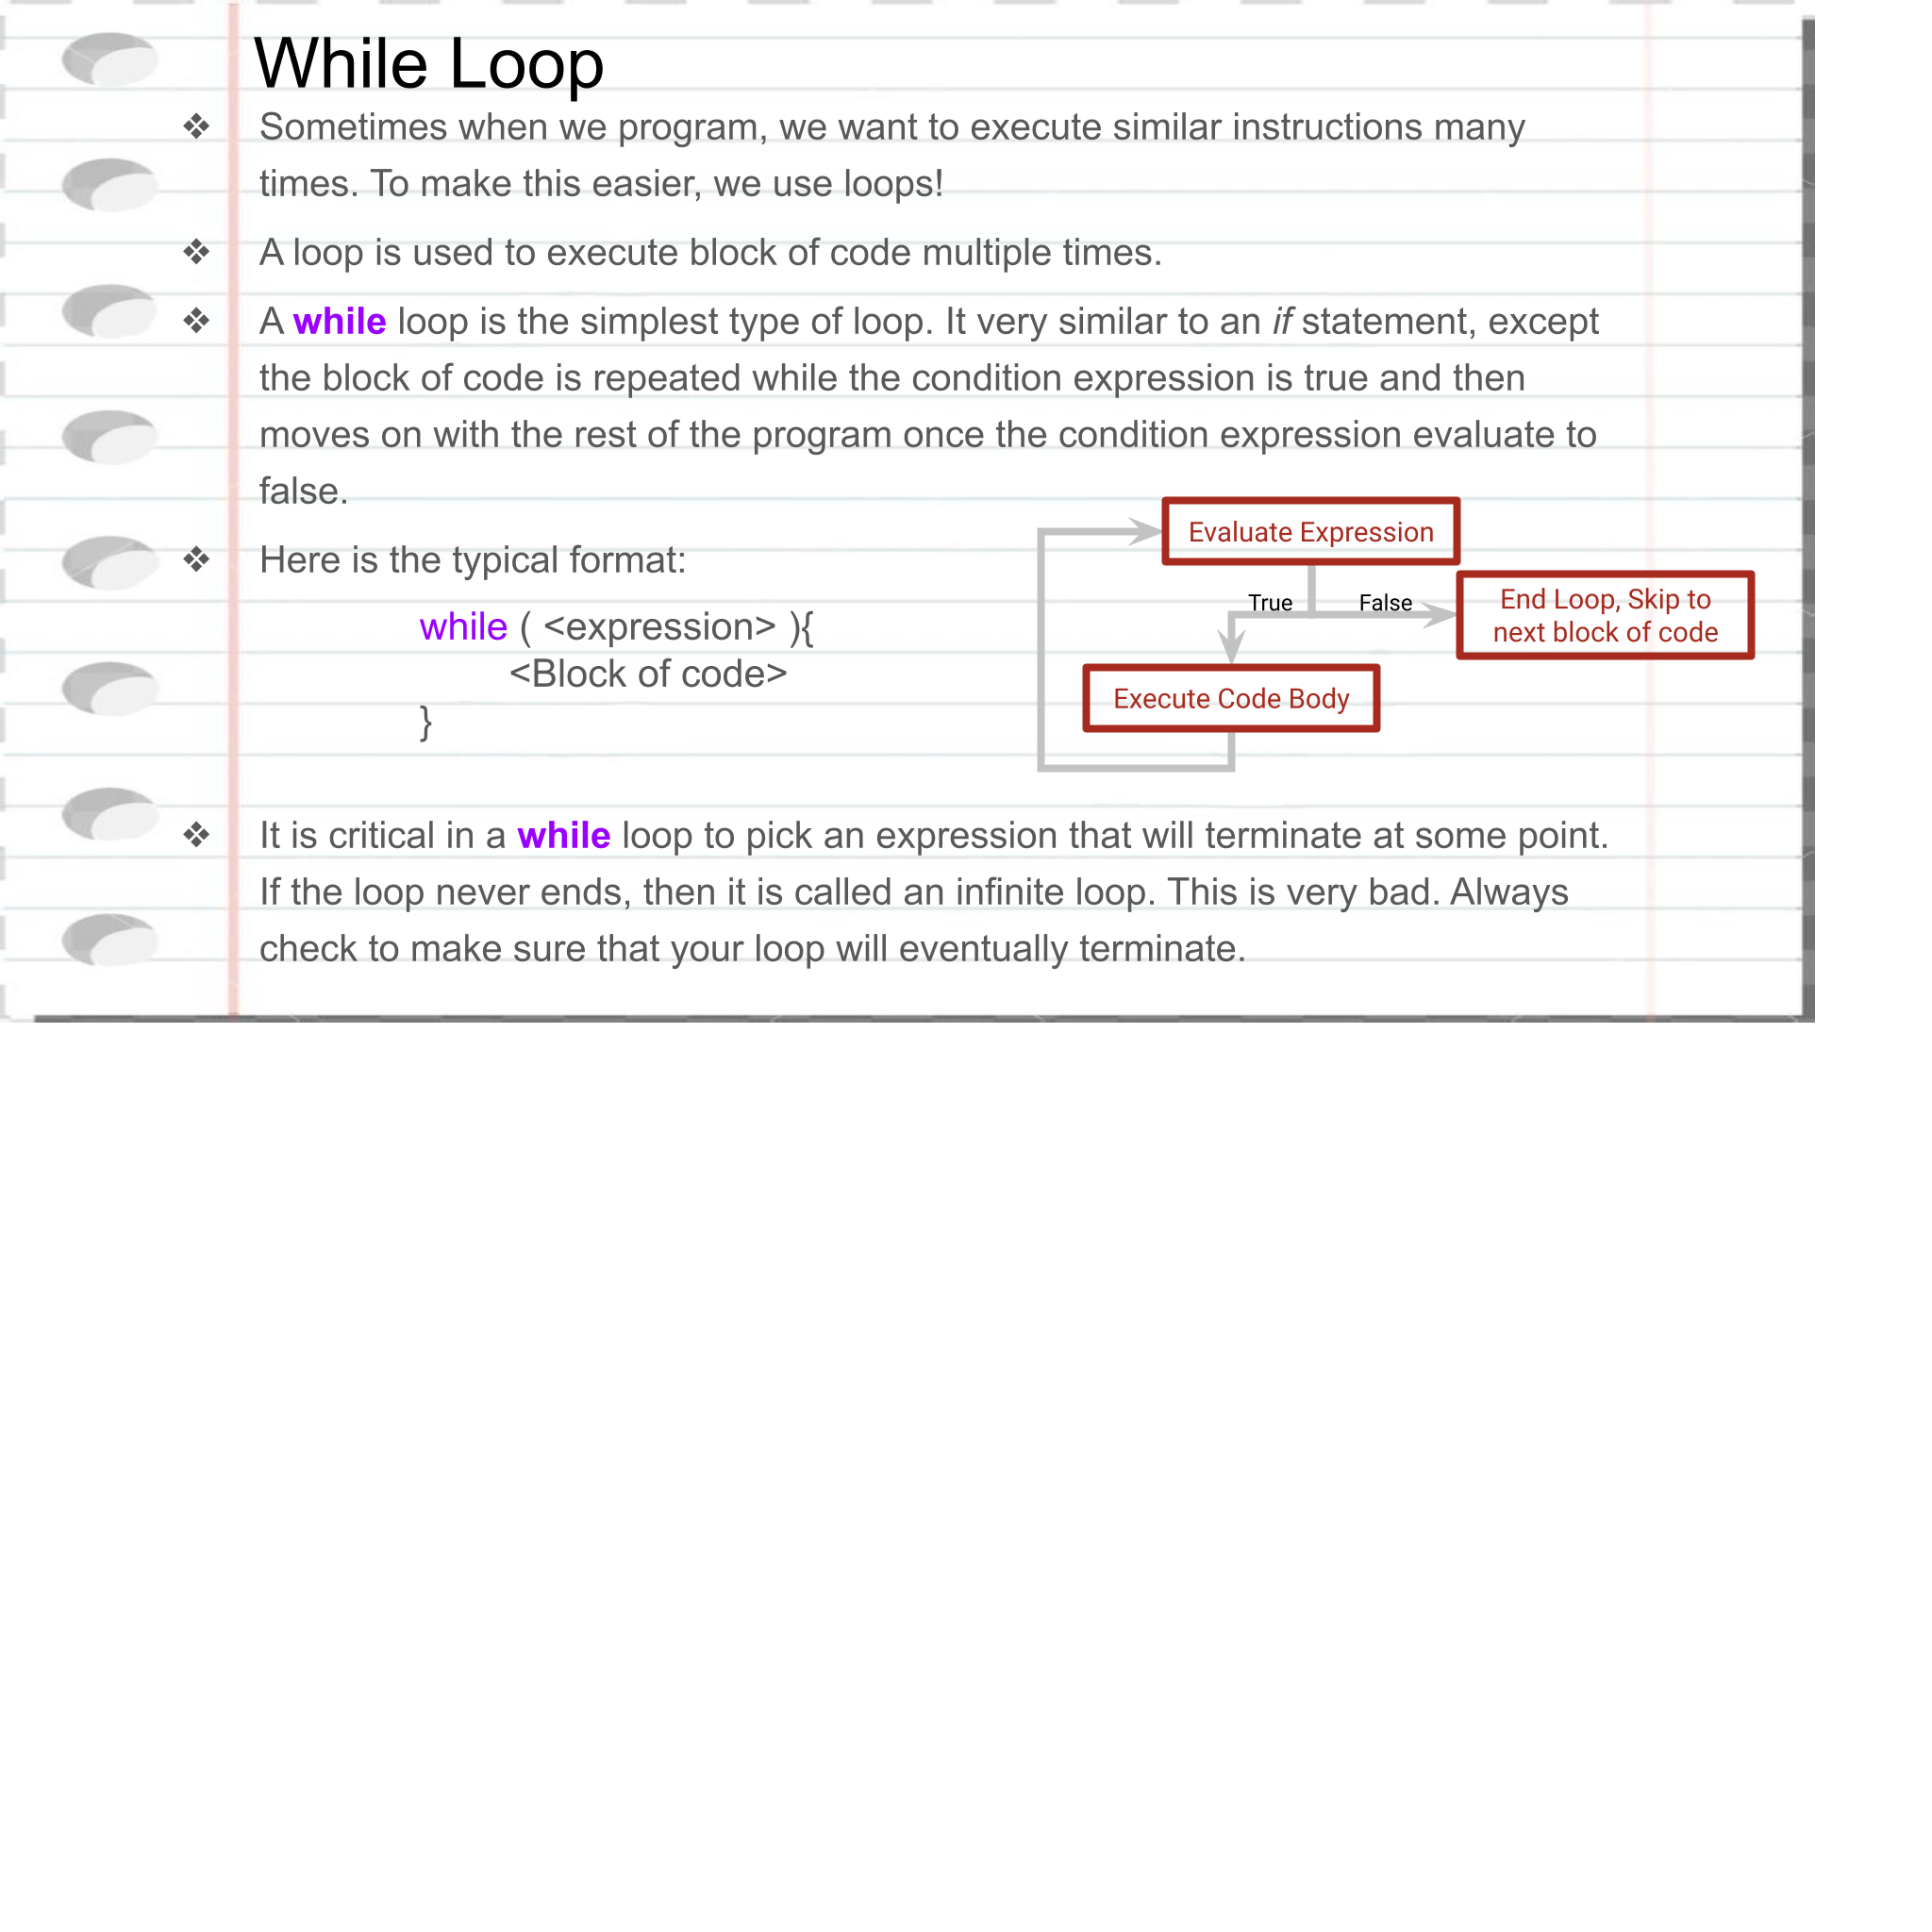 While Loop
❖ Sometimes when we program, we want to execute similar instructions many
times. To make this easier, we use loops!
❖ A loop is used to execute block of code multiple times.
❖ A while loop is the simplest type of loop. It very similar to an if statement, except
the block of code is repeated while the condition expression is true and then
moves on with the rest of the program once the condition expression evaluate to
false.
❖ Here is the typical format:
while ( <expression> ){
<Block of code>
}
Evaluate Expression
True
False
End Loop, Skip to
next block of code
Execute Code Body
❖ It is critical in a while loop to pick an expression that will terminate at some point.
If the loop never ends, then it is called an infinite loop. This is very bad. Always
check to make sure that your loop will eventually terminate.